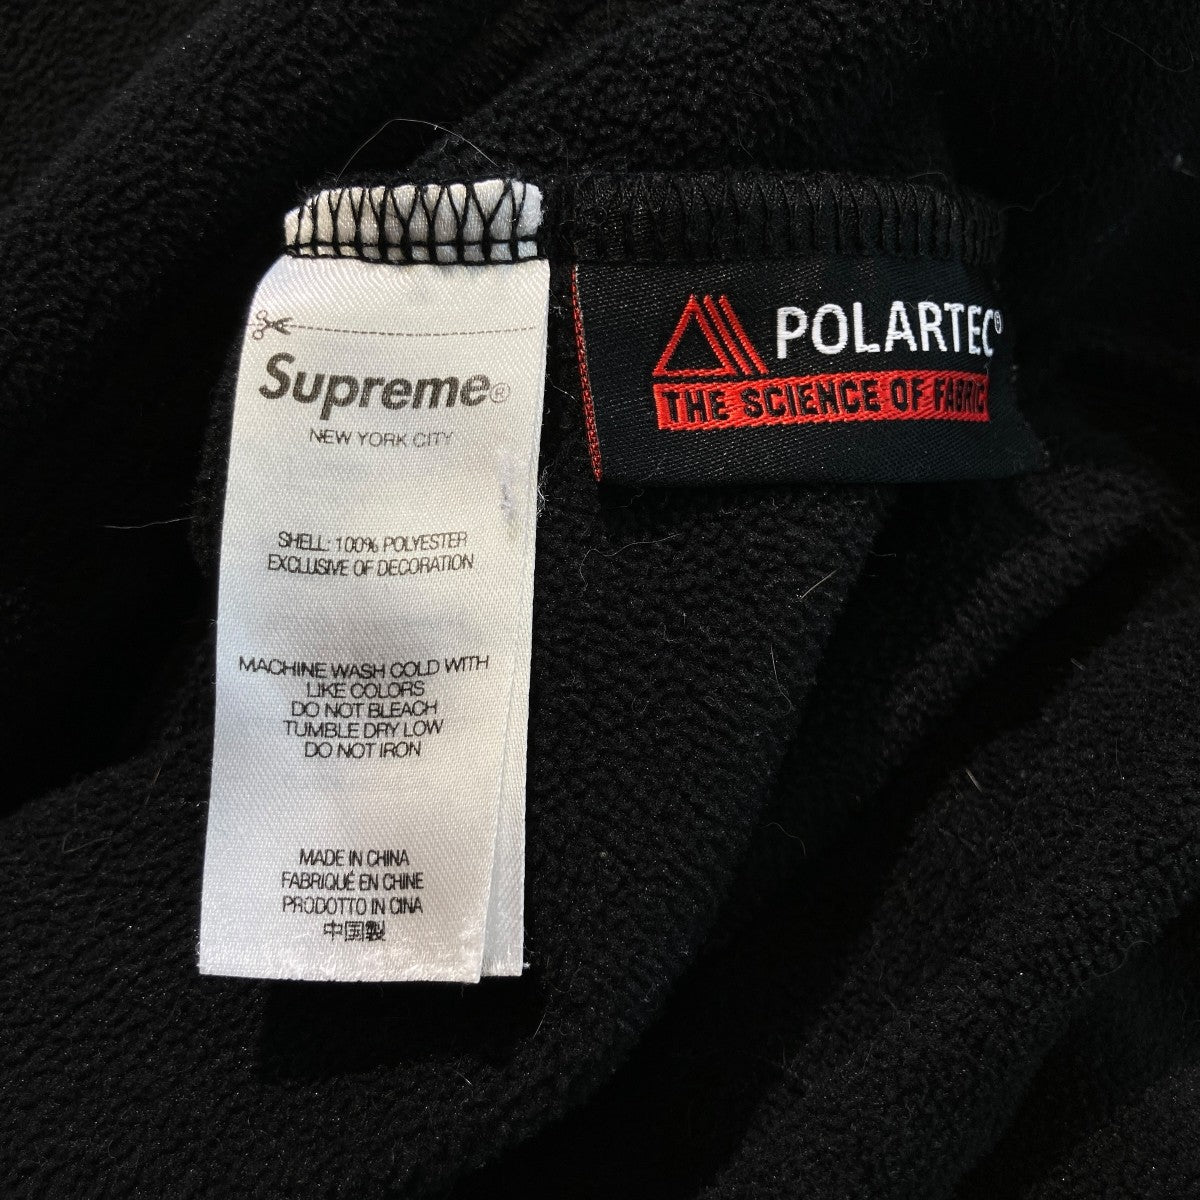 Supreme®
NEW YORK CITY
SHELL: 100% POLYESTER
EXCLUSIVE OF DECORATION
MACHINE WASH COLD WITH
LIKE COLORS
DO NOT BLEACH
TUMBLE DRY LOW
DO NOT IRON
MADE IN CHINA
FABRIQUÉ EN CHINE
PRODOTTO IN CINA
中国製
POLARTEC®
THE SCIENCE OF FABRIC